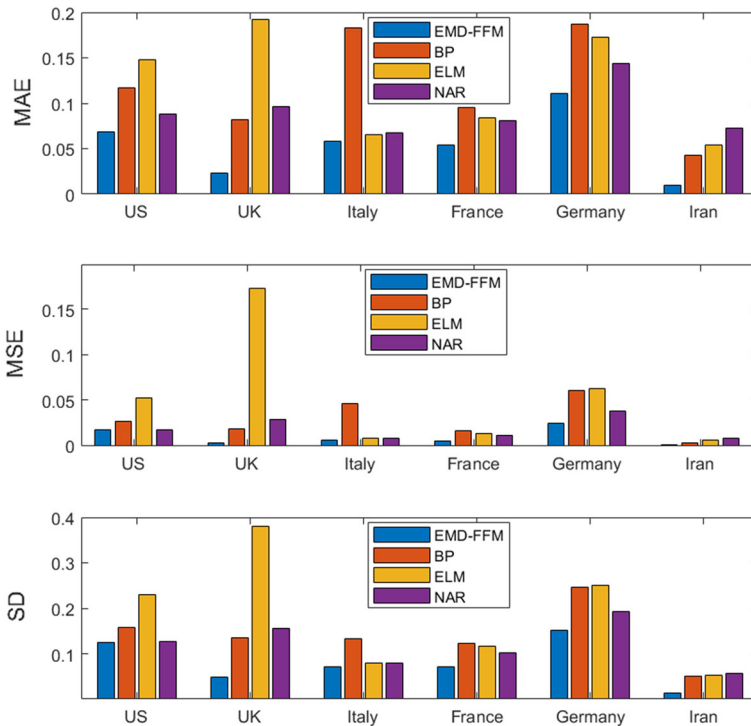 MAE
0.2
0.15
0.1
0.05
0
EMD-FFM
BP
ELM
NAR
US UK Italy France Germany Iran
MSE
0.15
0.1
0.05
0
EMD-FFM
BP
ELM
NAR
US UK Italy France Germany Iran
SD
0.4
0.3
0.2
0.1
EMD-FFM
BP
ELM
NAR
US UK Italy France Germany Iran